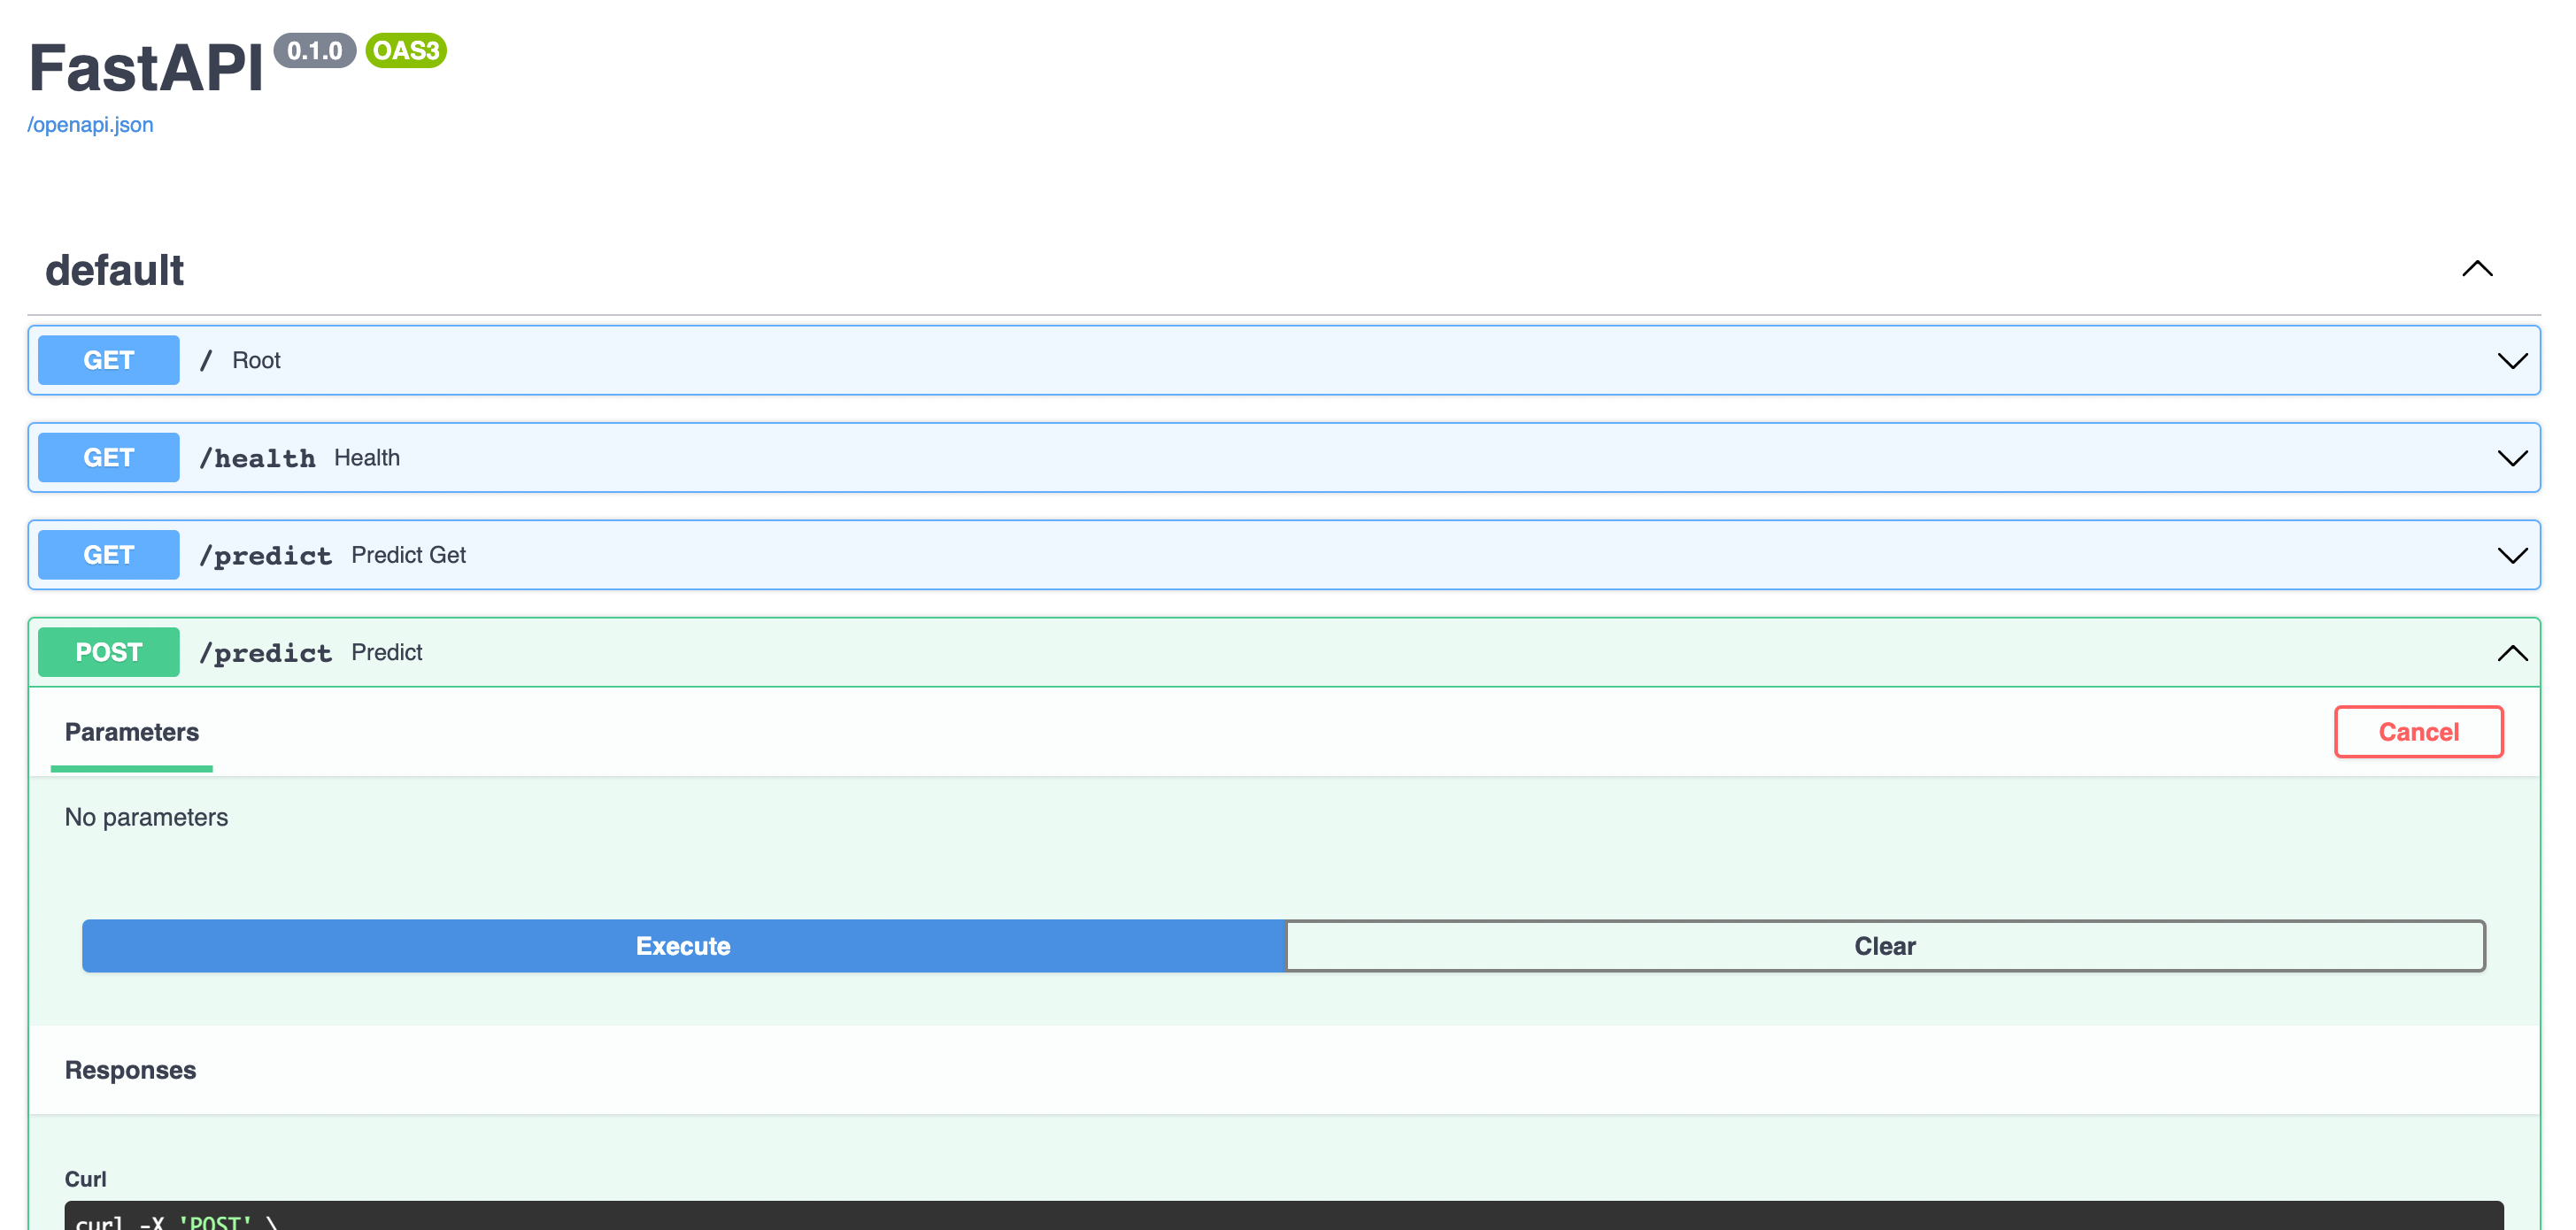 FastAPI 0.1.0 OAS3
/openapi.json
default
GET / Root
GET /health Health
GET /predict Predict Get
POST /predict Predict
Parameters Cancel
No parameters
Execute Clear
Responses
Curl
curl -X 'POST' \